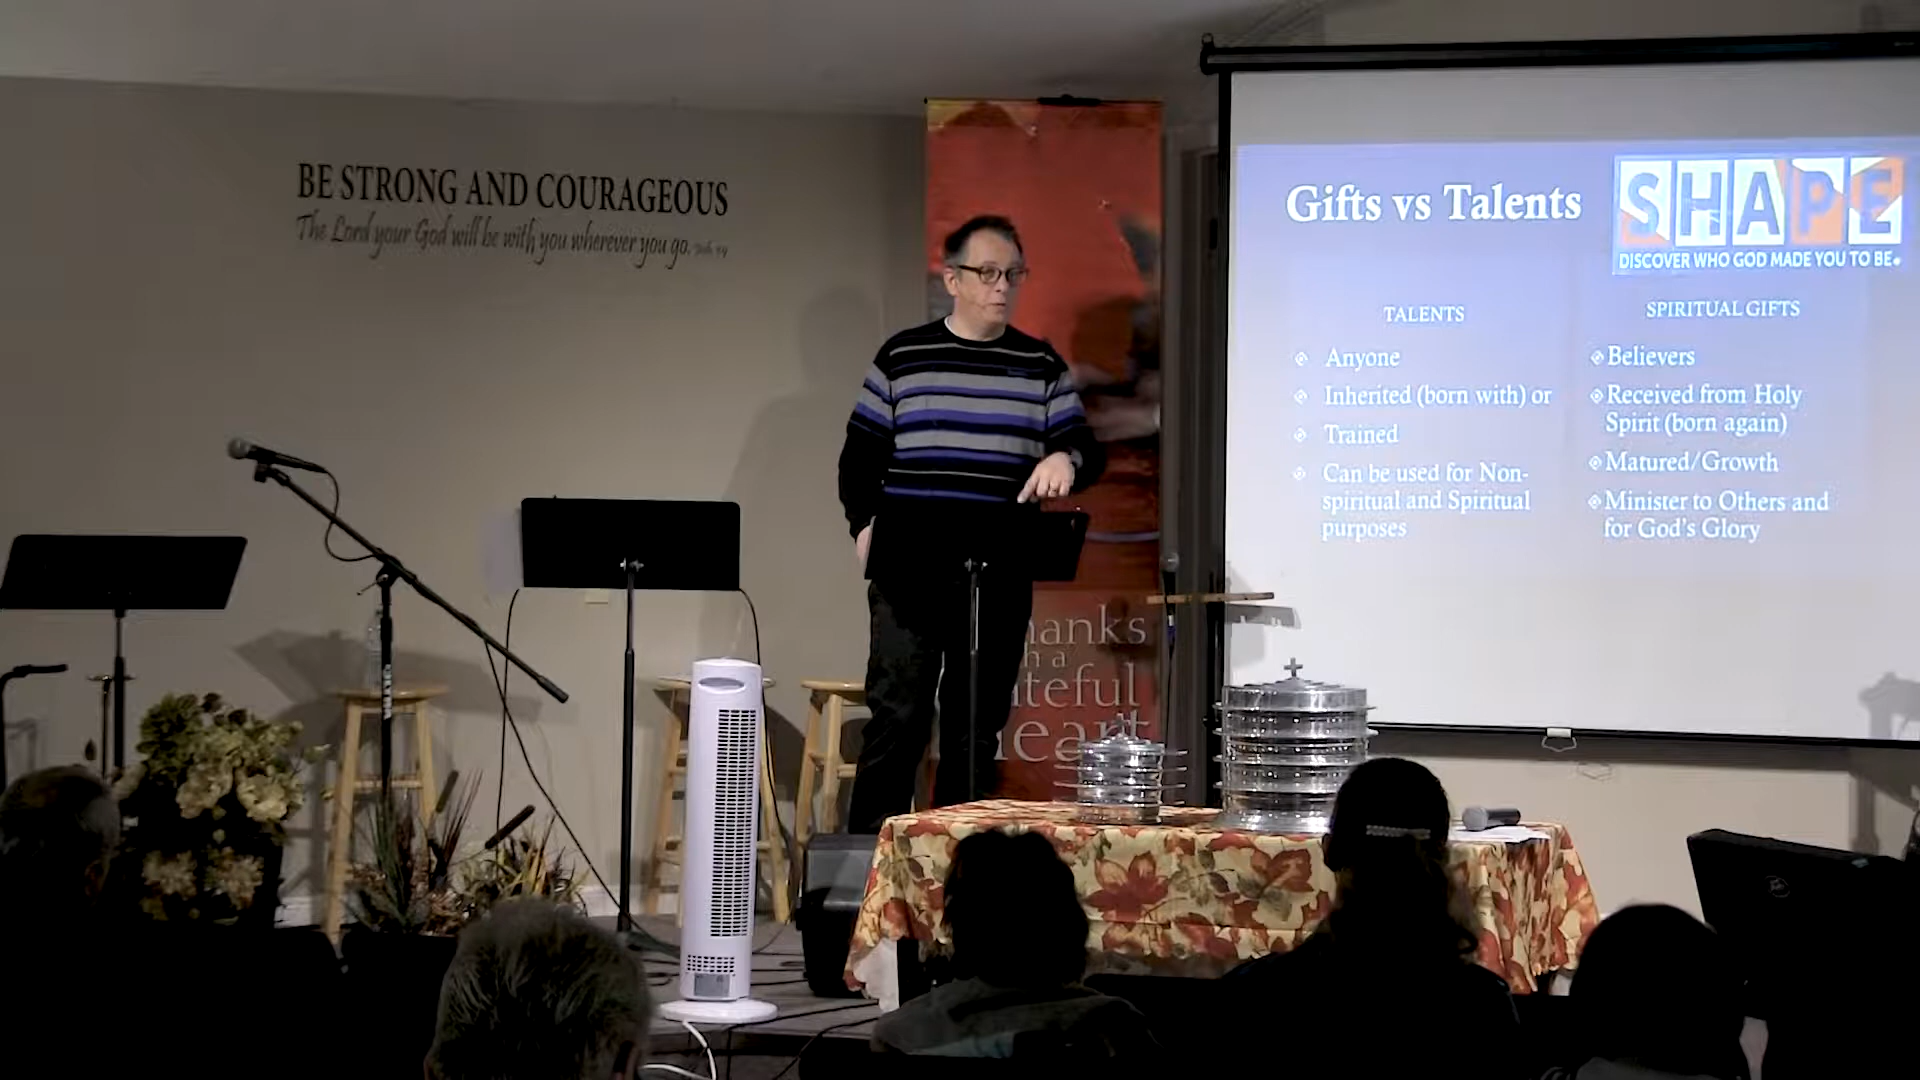 BE STRONG AND COURAGEOUS
The Lord your God will be with you wherever you go.
Gifts vs Talents
SHAPE
DISCOVER WHO GOD MADE YOU TO BE.
TALENTS
Anyone
Inherited (born with) or
Trained
Can be used for Non-
spiritual and Spiritual
purposes
SPIRITUAL GIFTS
Believers
Received from Holy
Spirit (born again)
Matured/Growth
Minister to Others and
for God's Glory
hanks
h a
teful
heart